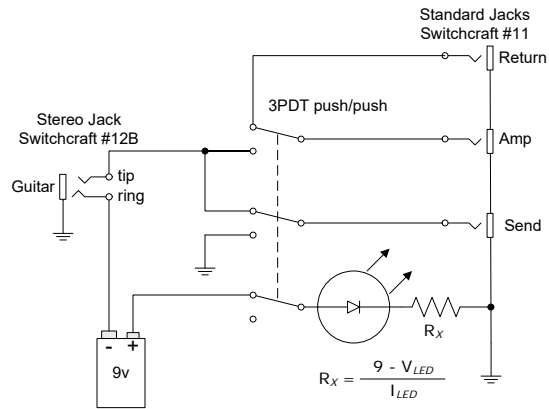 Standard Jacks
Switchcraft #11
Return
3PDT push/push
Stereo Jack
Switchcraft #12B
Amp
tip
Guitar
ring
Send
- +
9v
R_X
R_X = 9 - V_LED / I_LED